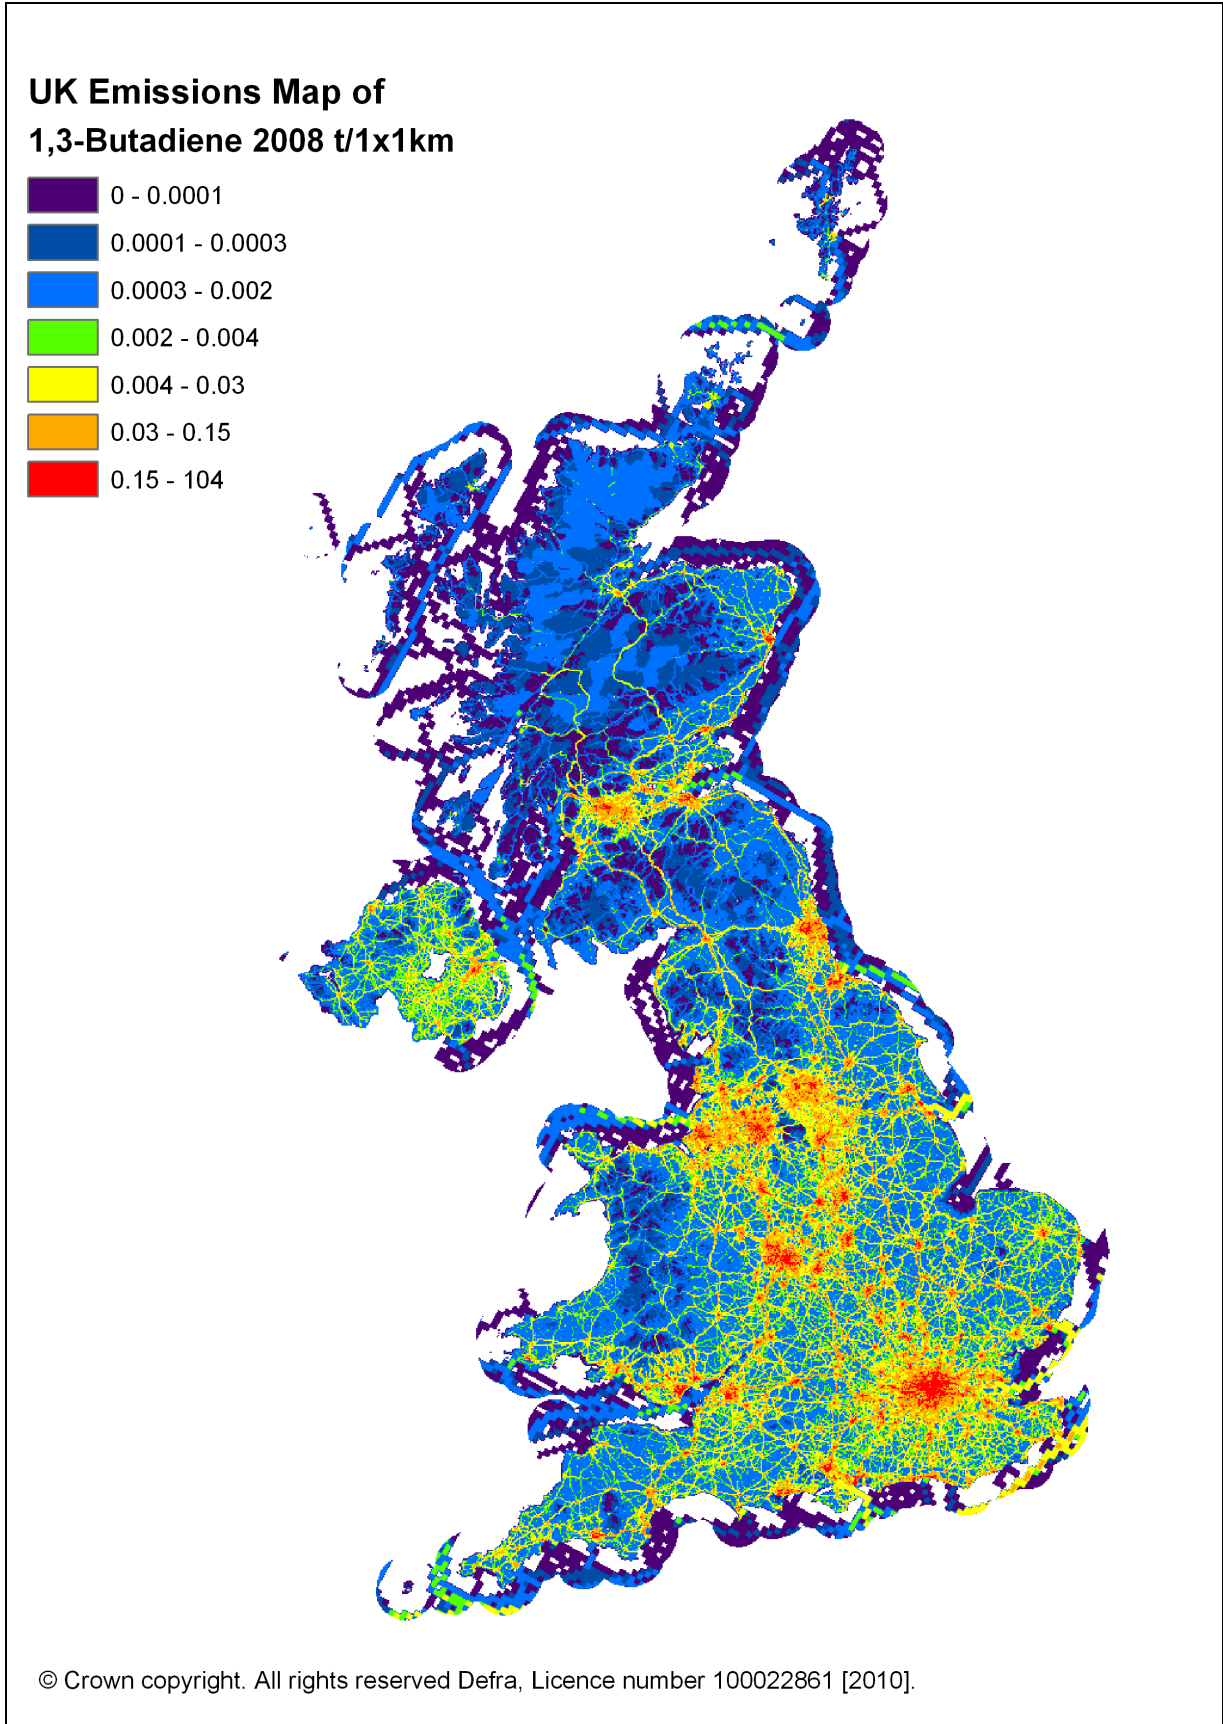 UK Emissions Map of
1,3-Butadiene 2008 t/1x1km
0 - 0.0001
0.0001 - 0.0003
0.0003 - 0.002
0.002 - 0.004
0.004 - 0.03
0.03 - 0.15
0.15 - 104
© Crown copyright. All rights reserved Defra, Licence number 100022861 [2010].